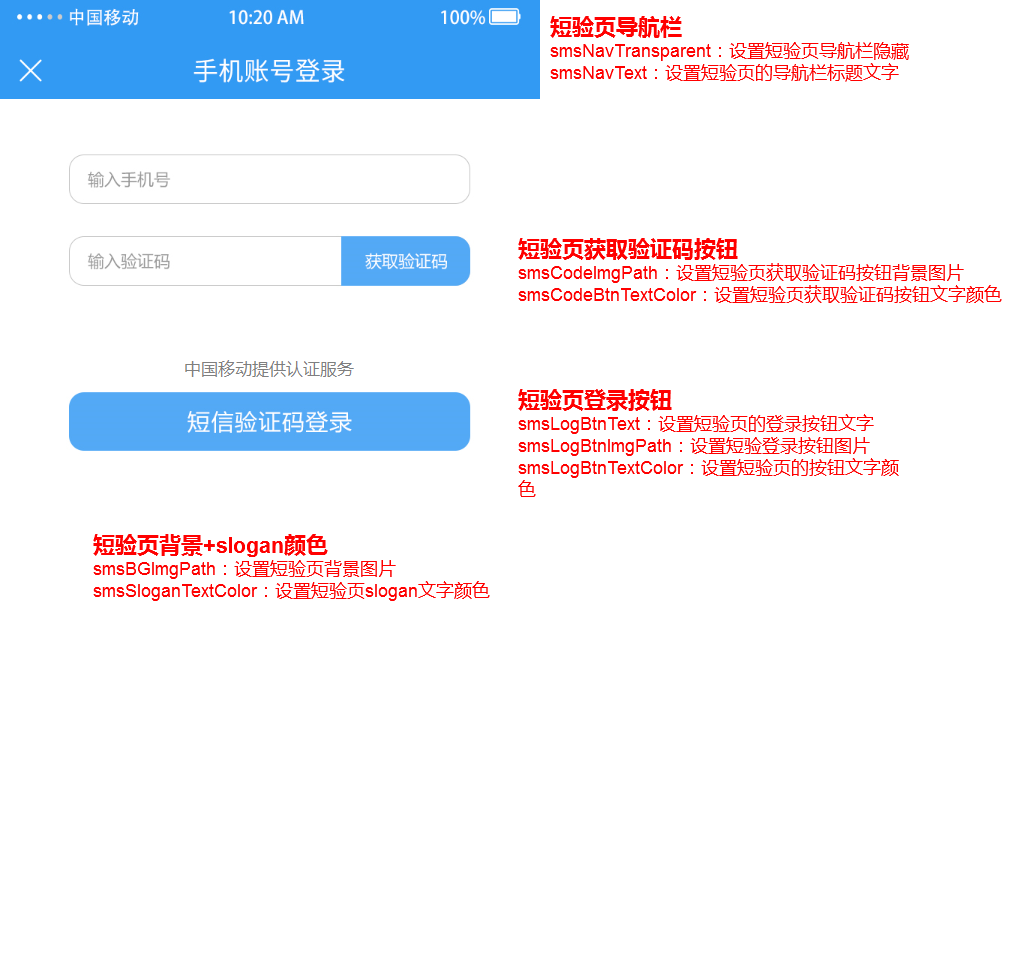 中国移动 10:20 AM 100%
手机账号登录
短验页导航栏
smsNavTransparent：设置短验页导航栏隐藏
smsNavText：设置短验页的导航栏标题文字
输入手机号
输入验证码 获取验证码
短验页获取验证码按钮
smsCodeImgPath：设置短验页获取验证码按钮背景图片
smsCodeBtnTextColor：设置短验页获取验证码按钮文字颜色
中国移动提供认证服务
短信验证码登录
短验页登录按钮
smsLogBtnText：设置短验页的登录按钮文字
smsLogBtnImgPath：设置短验登录按钮图片
smsLogBtnTextColor：设置短验页的按钮文字颜
色
短验页背景+slogan颜色
smsBGImgPath：设置短验页背景图片
smsSloganTextColor：设置短验页slogan文字颜色